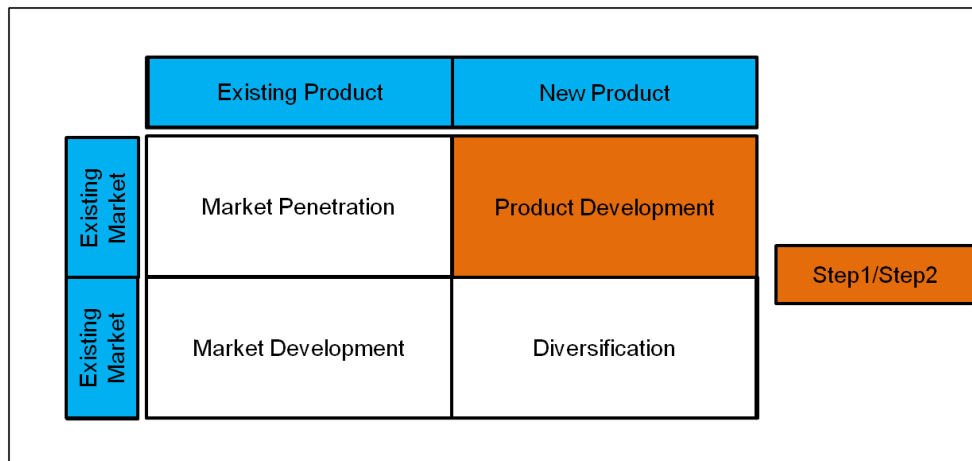 Existing Product
New Product
Existing
Market
Market Penetration
Product Development
Step1/Step2
Existing
Market
Market Development
Diversification